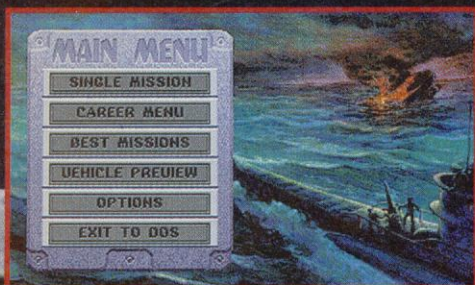 MAIN MENU
SINGLE MISSION
CAREER MENU
BEST MISSIONS
VEHICLE PREVIEW
OPTIONS
EXIT TO DOS